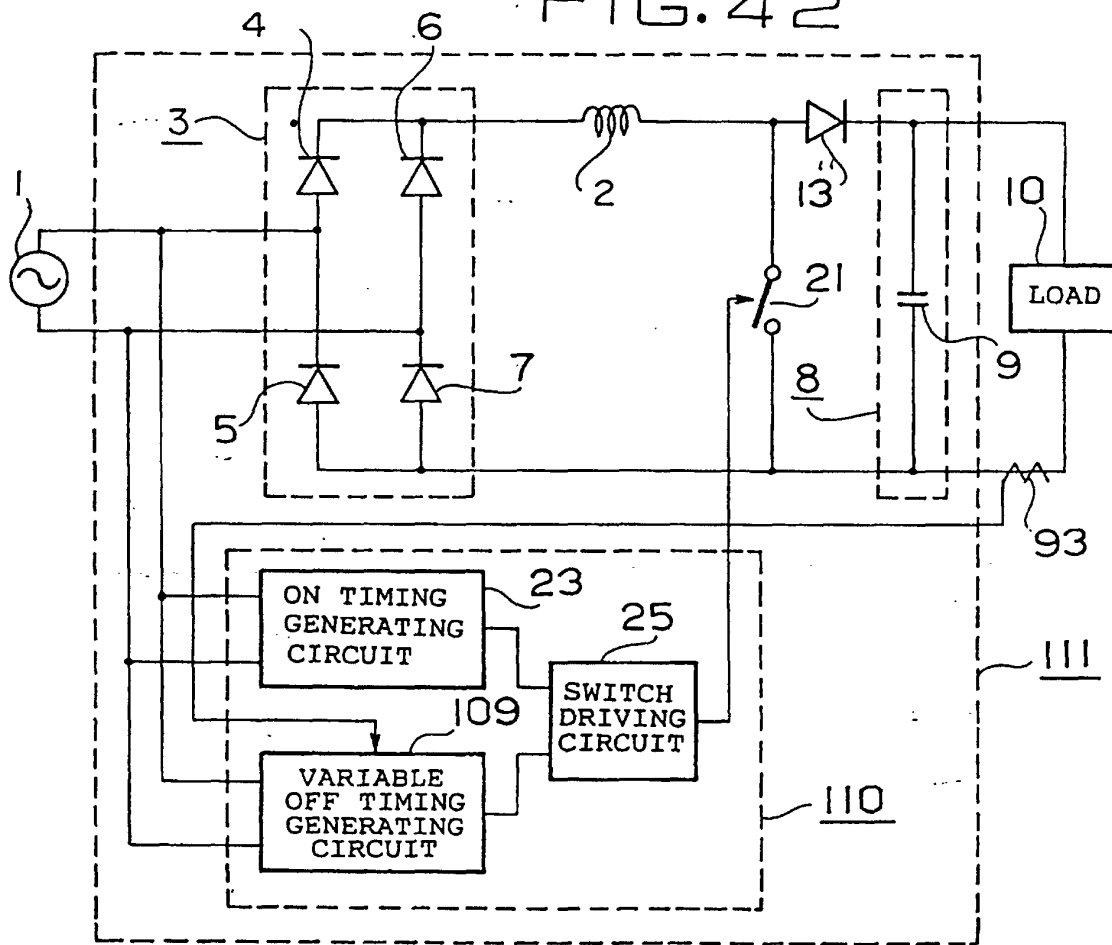 FIG. 42
4
6
3
1
2
13
10
LOAD
21
9
8
5
7
93
ON TIMING
GENERATING
CIRCUIT
23
25
SWITCH
DRIVING
CIRCUIT
111
109
VARIABLE
OFF TIMING
GENERATING
CIRCUIT
110